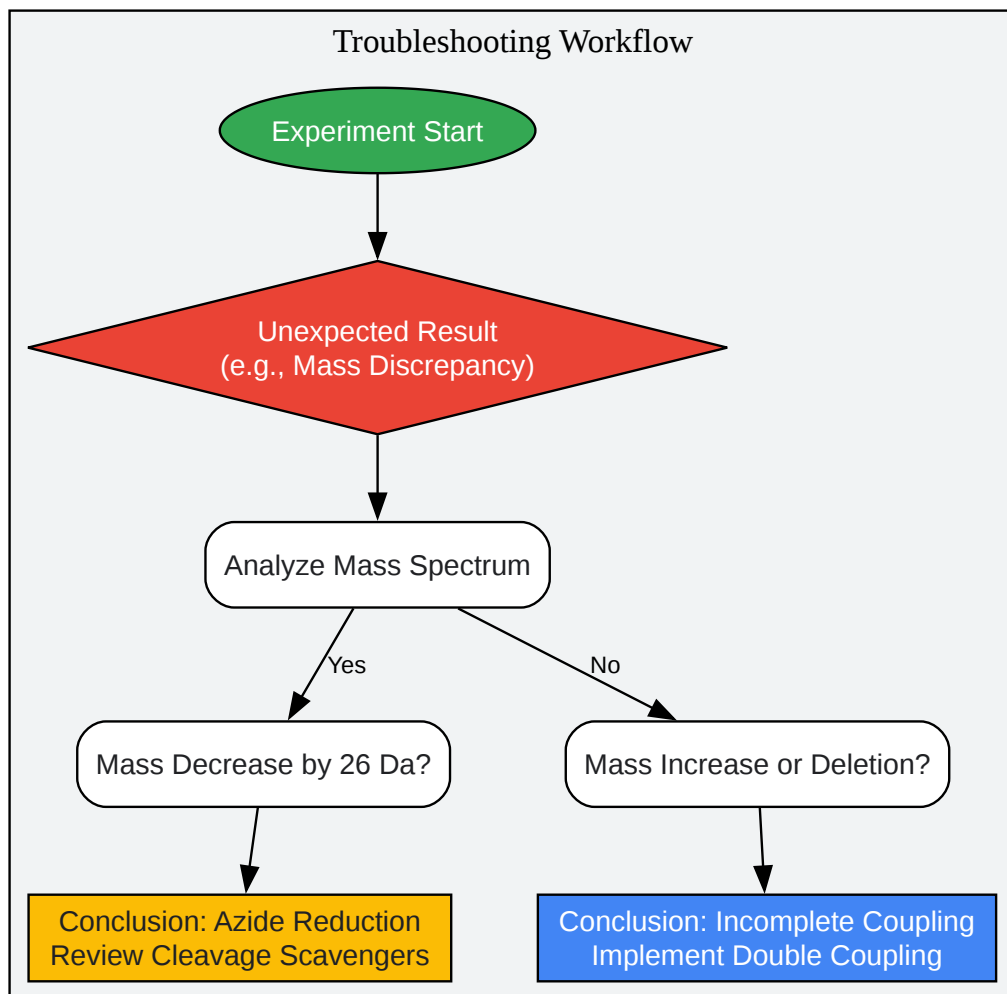 Troubleshooting Workflow
Experiment Start
Unexpected Result
(e.g., Mass Discrepancy)
Analyze Mass Spectrum
Yes
No
Mass Decrease by 26 Da?
Mass Increase or Deletion?
Conclusion: Azide Reduction
Review Cleavage Scavengers
Conclusion: Incomplete Coupling
Implement Double Coupling